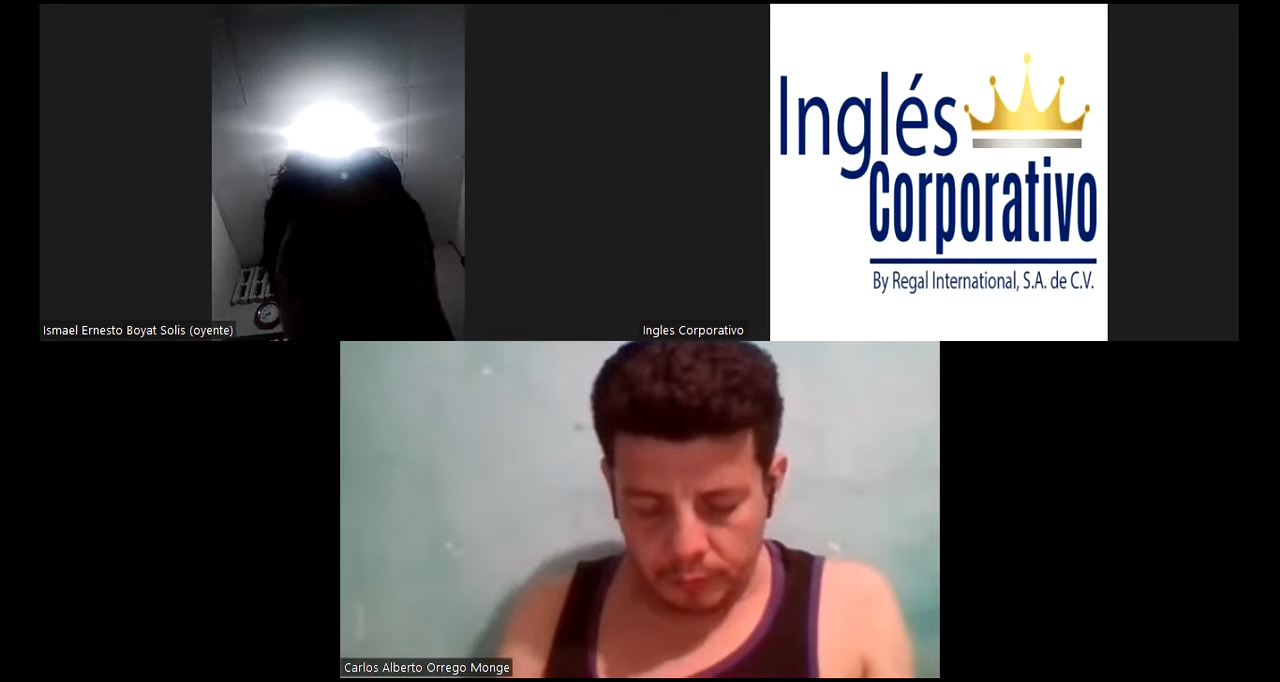 Inglés
Corporativo
By Regal International, S.A. de C.V.
Ismael Ernesto Boyat Solis (oyente)
Ingles Corporativo
Carlos Alberto Orrego Monge